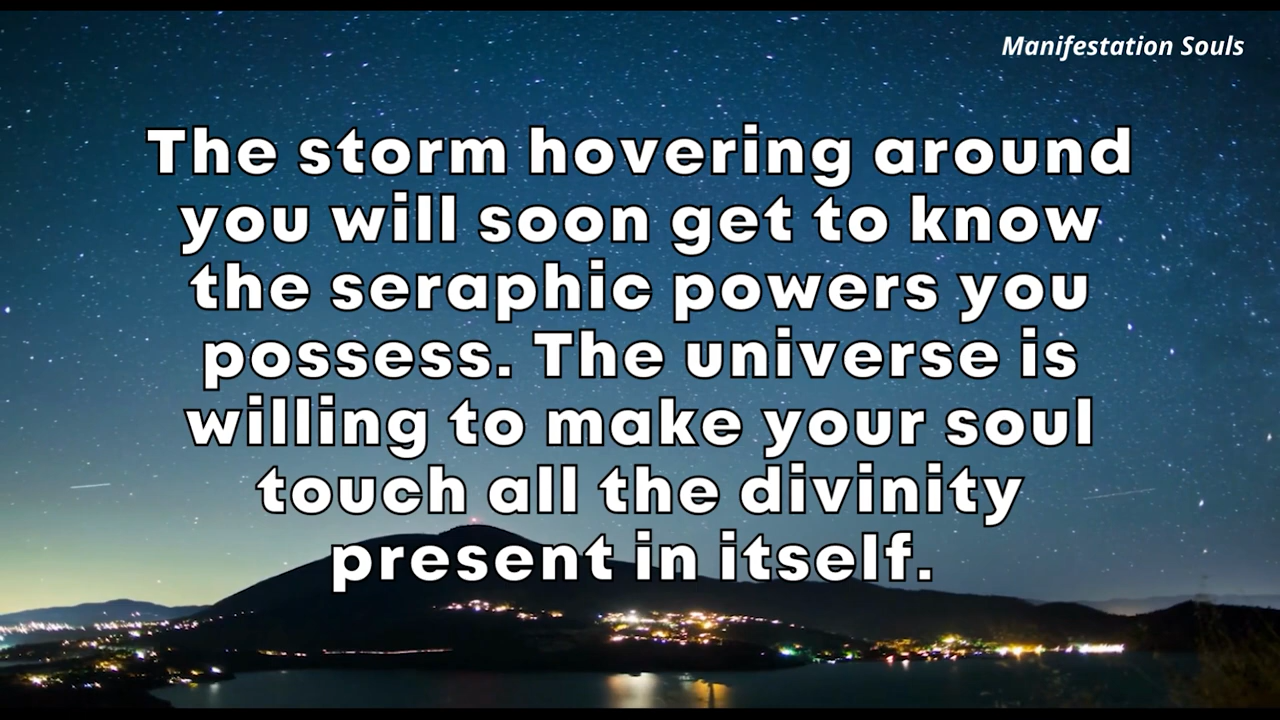 Manifestation Souls
The storm hovering around
you will soon get to know
the seraphic powers you
possess. The universe is
willing to make your soul
touch all the divinity
present in itself.